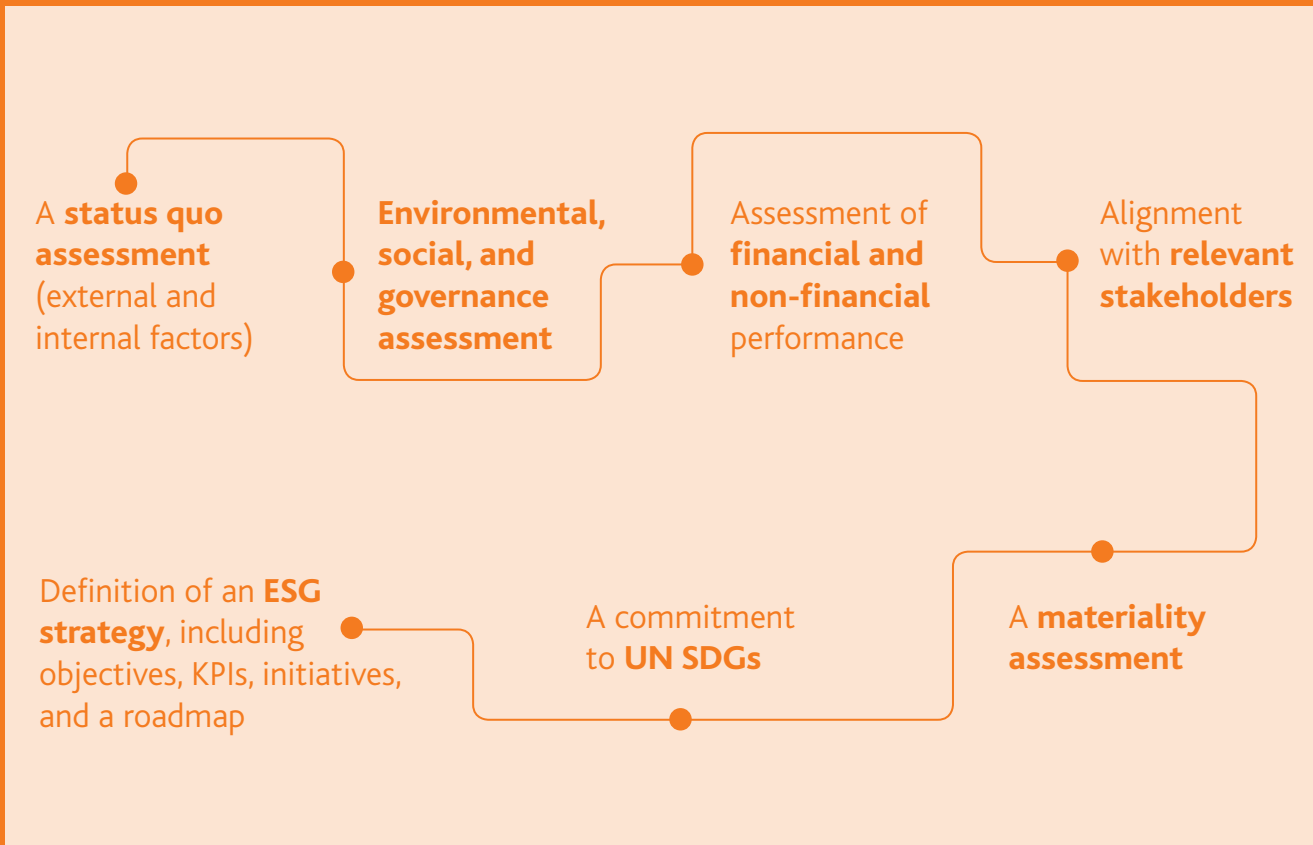 A status quo
assessment
(external and
internal factors)
Environmental,
social, and
governance
assessment
Assessment of
financial and
non-financial
performance
Alignment
with relevant
stakeholders
A materiality
assessment
A commitment
to UN SDGs
Definition of an ESG
strategy, including
objectives, KPIs, initiatives,
and a roadmap